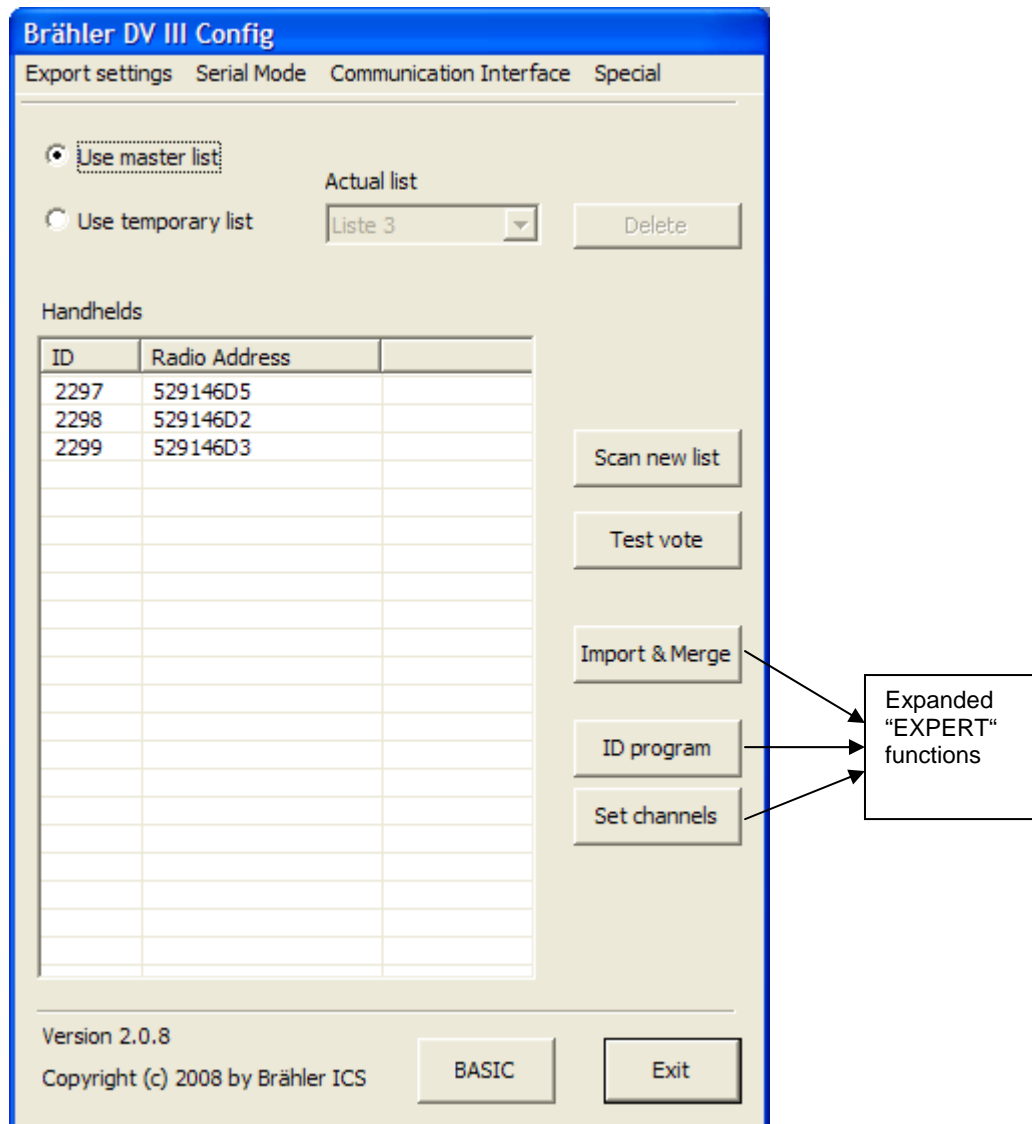 Brähler DV III Config
Export settings Serial Mode Communication Interface Special
Use master list
Actual list
Use temporary list Liste 3 Delete
Handhelds
ID Radio Address
2297 529146D5
2298 529146D2
2299 529146D3
Scan new list
Test vote
Import & Merge
ID program
Set channels
Expanded
“EXPERT“
functions
Version 2.0.8
Copyright (c) 2008 by Brähler ICS
BASIC Exit